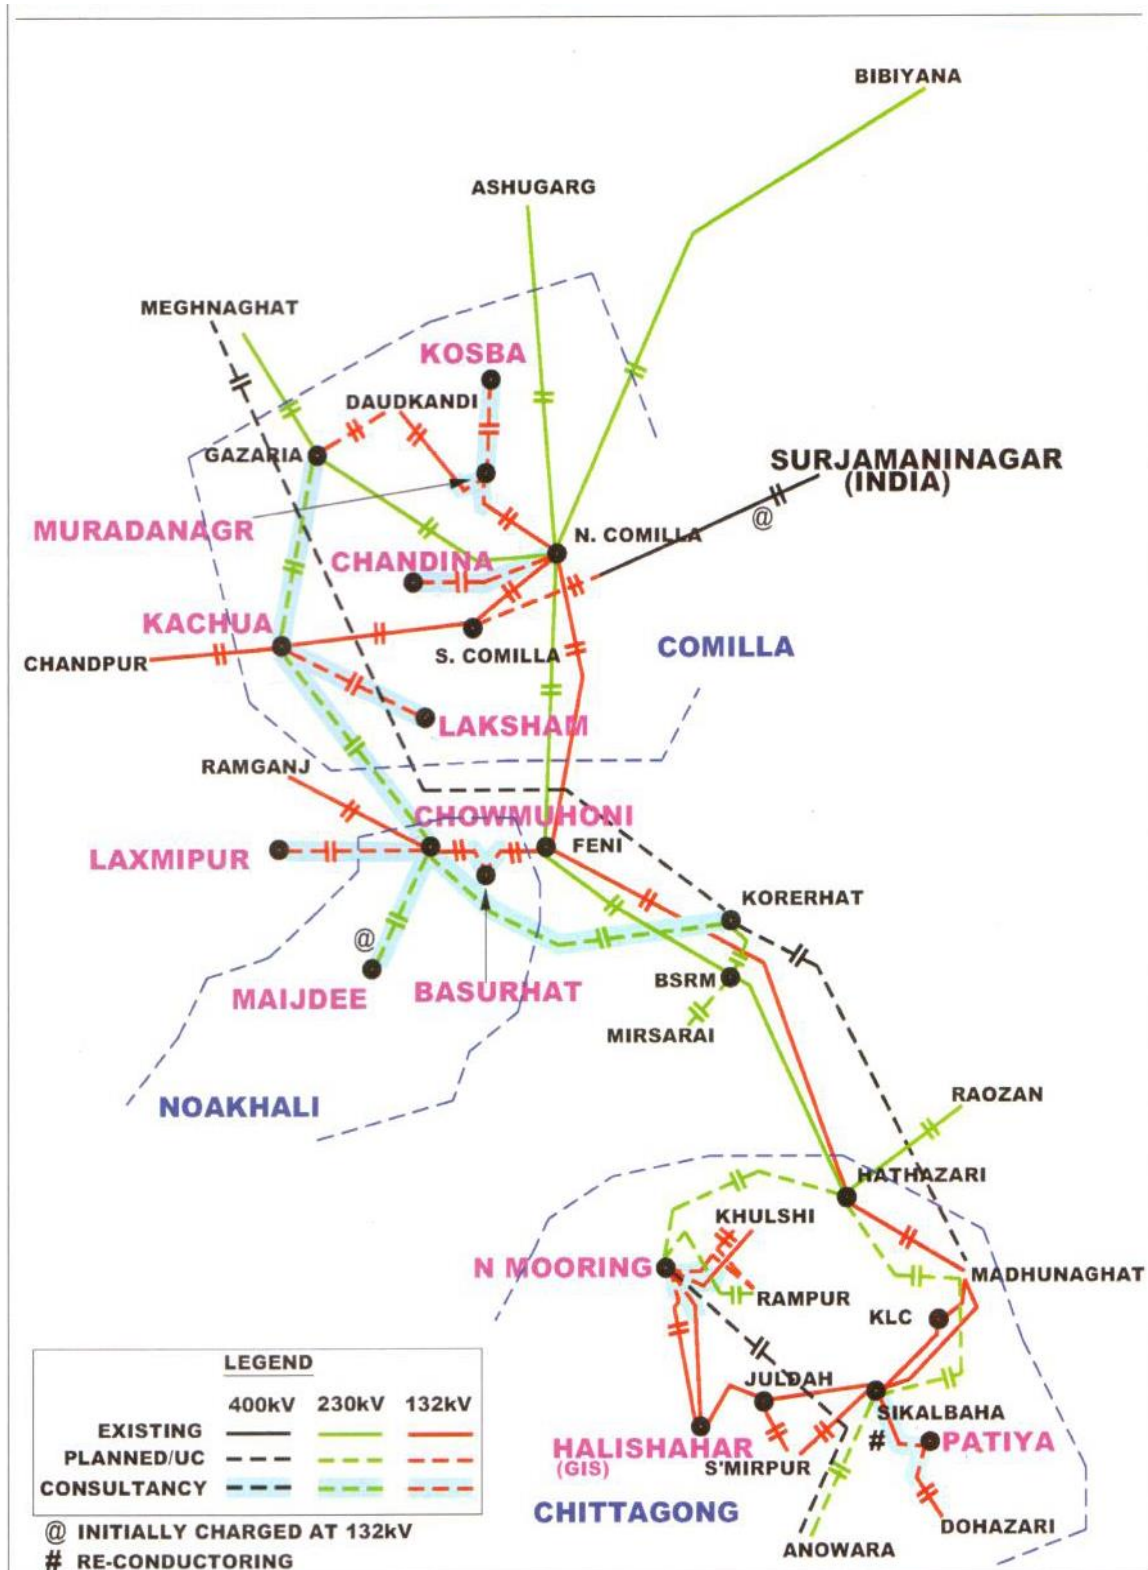 BIBIYANA
ASHUGARG
MEGHNAGHAT
KOSBA
DAUDKANDI
GAZARIA
SURJAMANINAGAR
(INDIA)
@
MURADANAGR
N. COMILLA
CHANDINA
KACHUA
CHANDPUR
S. COMILLA
COMILLA
LAKSHAM
RAMGANJ
CHOWMUHONI
FENI
LAXMIPUR
KORERHAT
@
MAIJDEE
BASURHAT
BSRM
MIRSARAI
NOAKHALI
RAOZAN
HATHAZARI
KHULSHI
N MOORING
MADHUNAGHAT
RAMPUR
KLC
JULDAH
SIKALBAHA
#
PATIYA
HALISHAHAR
(GIS)
S'MIRPUR
CHITTAGONG
DOHAZARI
ANOWARA
LEGEND
400kV 230kV 132kV
EXISTING
PLANNED/UC
CONSULTANCY
@ INITIALLY CHARGED AT 132kV
# RE-CONDUCTORING